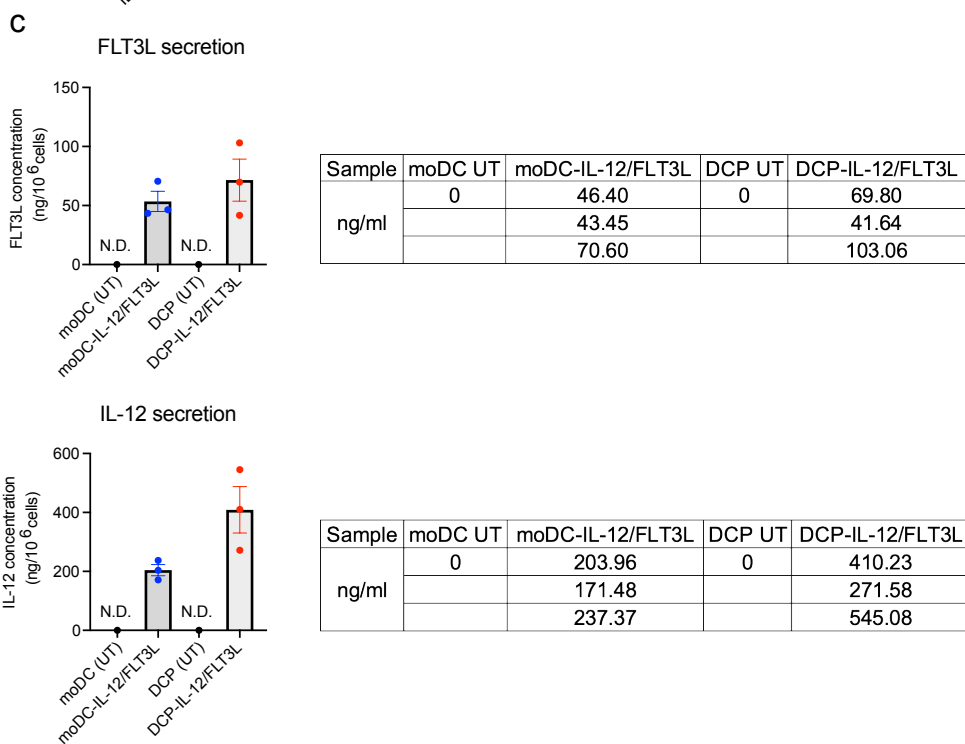 C
FLT3L secretion
FLT3L concentration
(ng/10 6 cells)
150
100
50
0
N.D.
N.D.
moDC (UT)
moDC-IL-12/FLT3L
DCP (UT)
DCP-IL-12/FLT3L
Sample moDC UT moDC-IL-12/FLT3L DCP UT DCP-IL-12/FLT3L
ng/ml
0 46.40 0 69.80
43.45 41.64
70.60 103.06
IL-12 secretion
IL-12 concentration
(ng/10 6 cells)
600
400
200
0
N.D.
N.D.
moDC (UT)
moDC-IL-12/FLT3L
DCP (UT)
DCP-IL-12/FLT3L
Sample moDC UT moDC-IL-12/FLT3L DCP UT DCP-IL-12/FLT3L
ng/ml
0 203.96 0 410.23
171.48 271.58
237.37 545.08